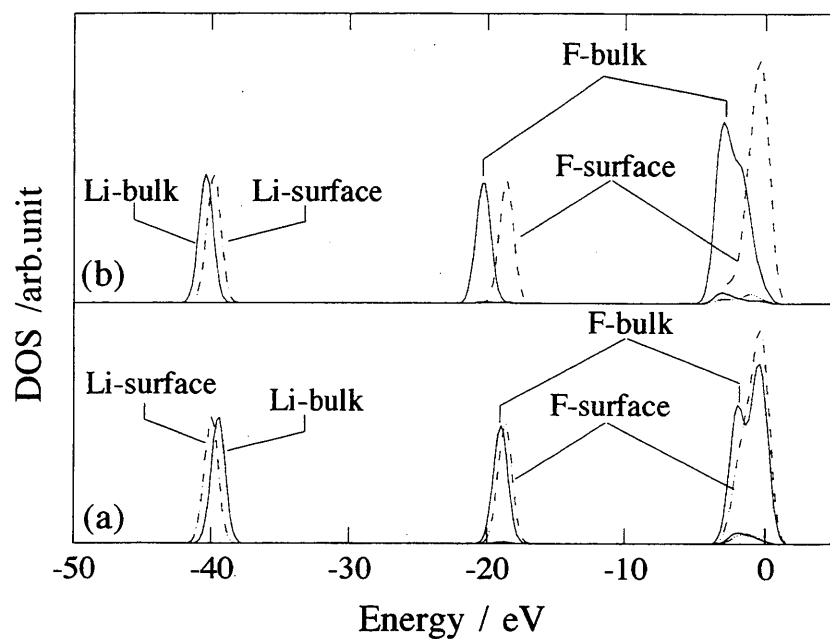 F-bulk
Li-bulk
Li-surface
F-surface
(b)
F-bulk
Li-surface
Li-bulk
F-surface
(a)
DOS /arb.unit
-50
-40
-30
-20
-10
0
Energy / eV